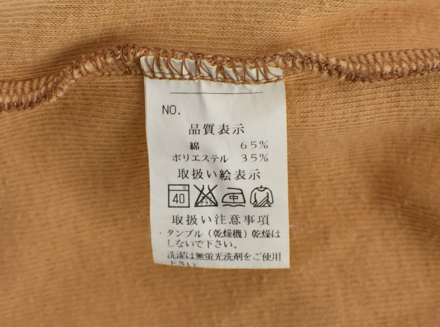 NO.
品質表示
綿 65%
ポリエステル 35%
取扱い絵表示
40
取扱い注意事項
・タンブル(乾燥機)乾燥は
しないで下さい。
・洗濯は無蛍光洗剤をご使用
下さい。